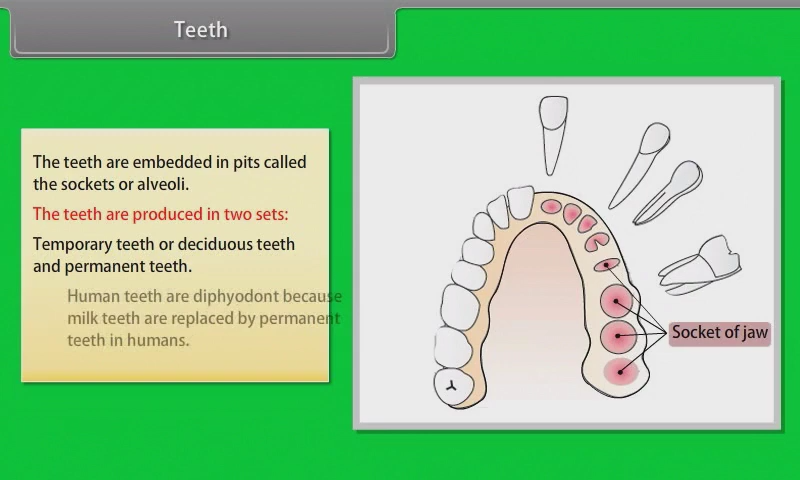 Teeth
The teeth are embedded in pits called
the sockets or alveoli.
The teeth are produced in two sets:
Temporary teeth or deciduous teeth
and permanent teeth.
Human teeth are diphyodont because
milk teeth are replaced by permanent
teeth in humans.
Socket of jaw